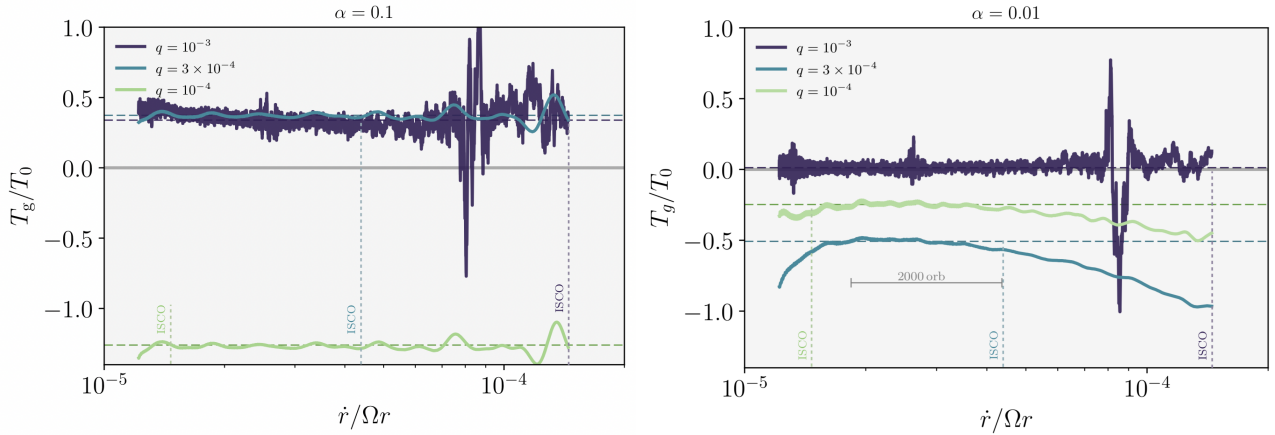 α = 0.1
1.0
0.5
0.0
−0.5
−1.0
T_g/T_0
q = 10^{-3}
q = 3 × 10^{-4}
q = 10^{-4}
ISCO
ISCO
ISCO
10^{-5}
10^{-4}
ṙ/Ωr
α = 0.01
1.0
0.5
0.0
−0.5
−1.0
T_g/T_0
q = 10^{-3}
q = 3 × 10^{-4}
q = 10^{-4}
2000 orb
ISCO
ISCO
ISCO
10^{-5}
10^{-4}
ṙ/Ωr